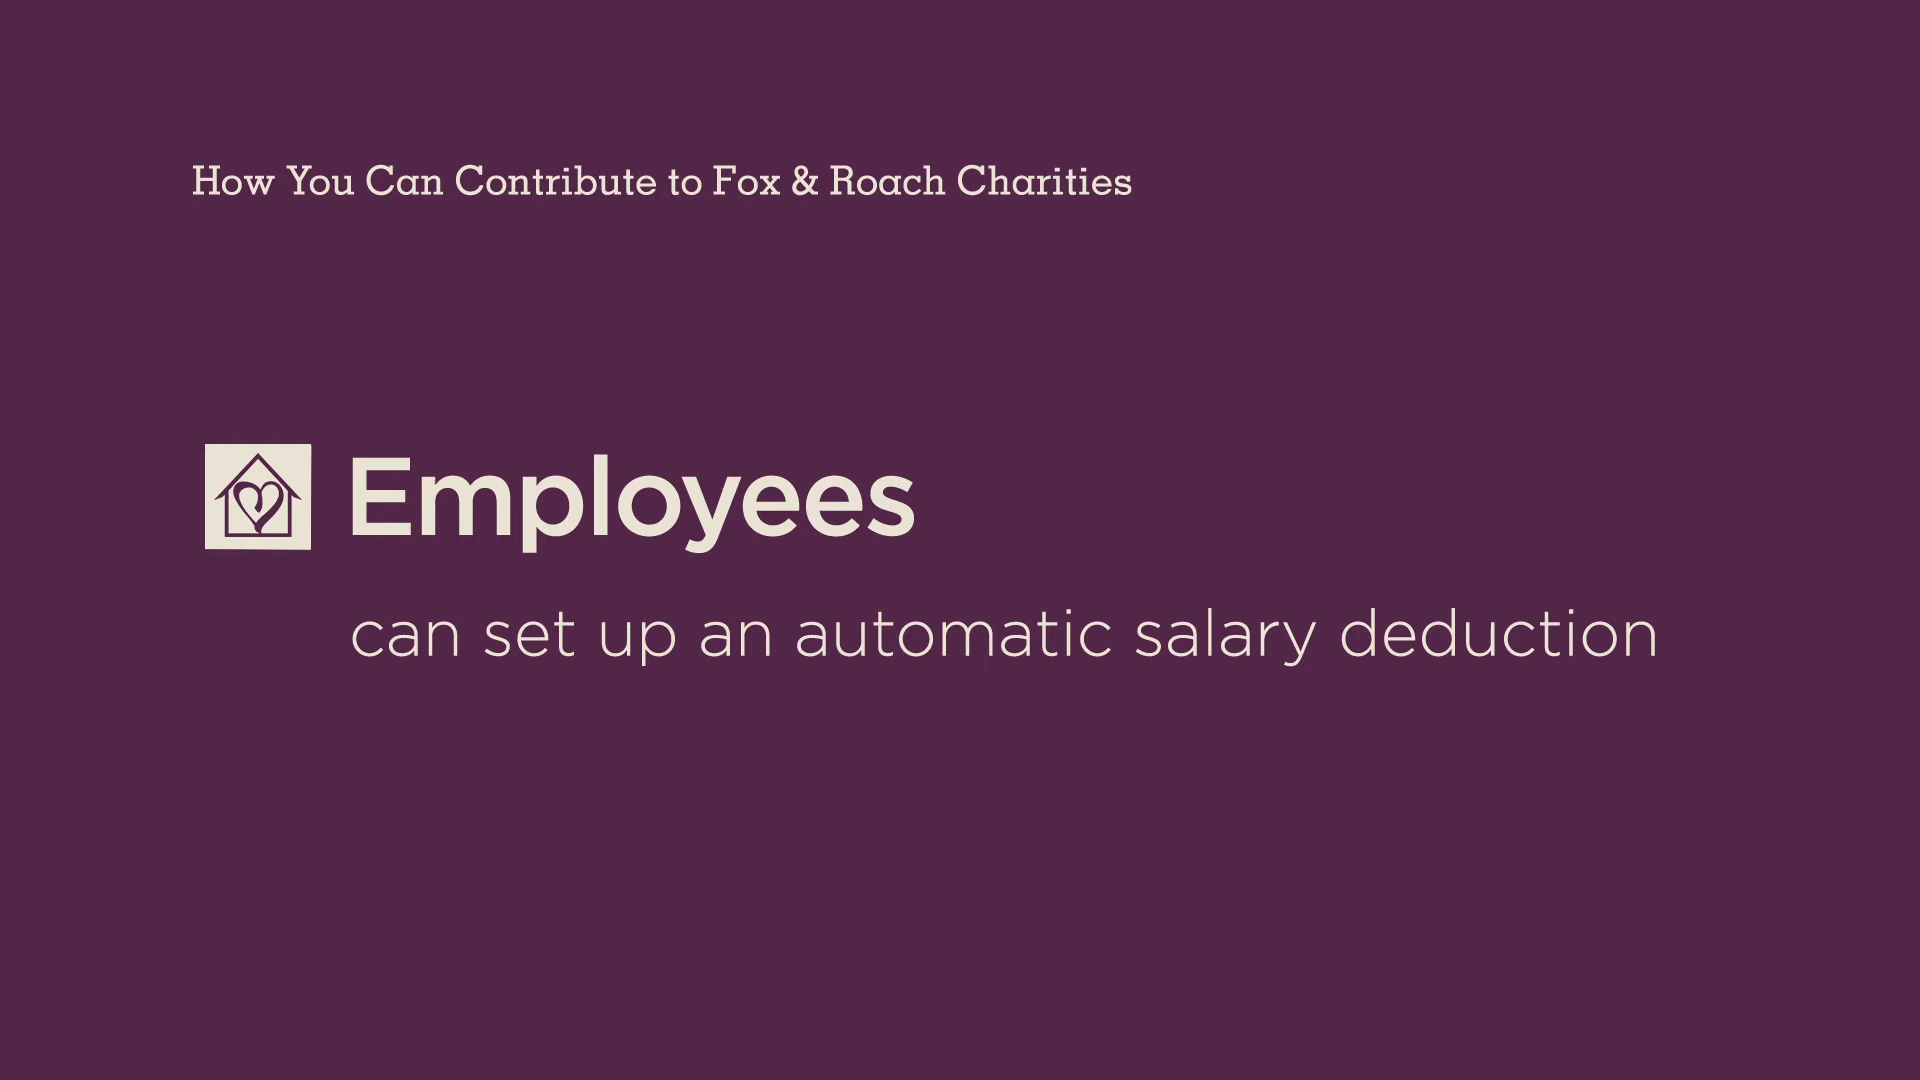 How You Can Contribute to Fox & Roach Charities
Employees
can set up an automatic salary deduction